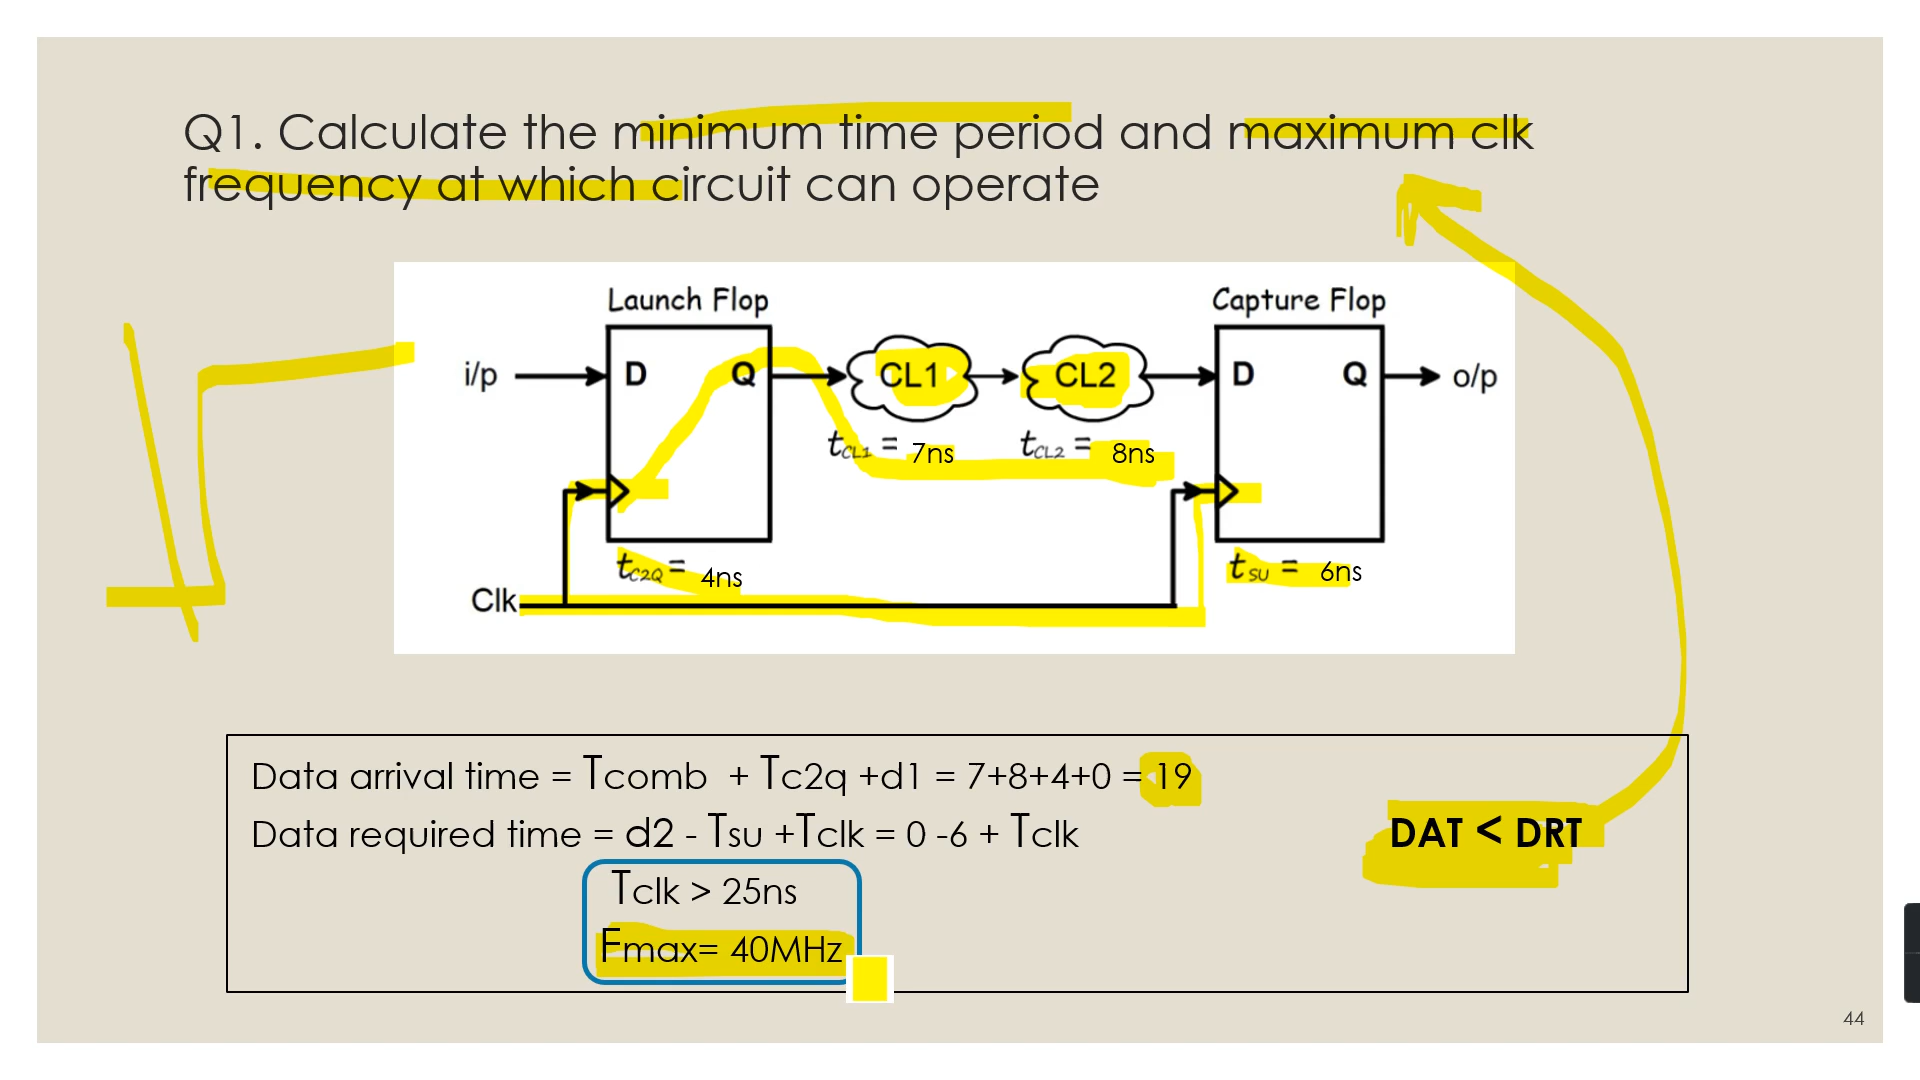 Q1. Calculate the minimum time period and maximum clk
frequency at which circuit can operate
Launch Flop
Capture Flop
i/p
D
Q
CL1
CL2
D
Q
o/p
tCL1 = 7ns
tCL2 = 8ns
tC2Q = 4ns
tSU = 6ns
Clk
Data arrival time = Tcomb + Tc2q +d1 = 7+8+4+0 = 19
Data required time = d2 - Tsu +Tclk = 0 -6 + Tclk
DAT < DRT
Tclk > 25ns
Fmax= 40MHz
44